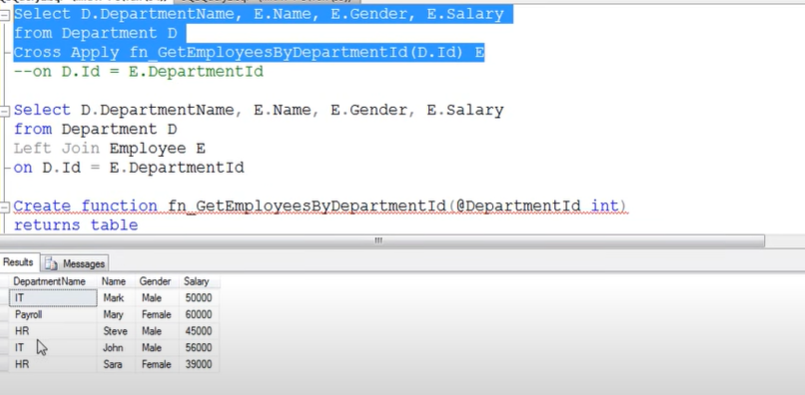 Select D.DepartmentName, E.Name, E.Gender, E.Salary
from Department D
Cross Apply fn_GetEmployeesByDepartmentId(D.Id) E
--on D.Id = E.DepartmentId
Select D.DepartmentName, E.Name, E.Gender, E.Salary
from Department D
Left Join Employee E
on D.Id = E.DepartmentId
Create function fn_GetEmployeesByDepartmentId(@DepartmentId int)
returns table
Results Messages
DepartmentName Name Gender Salary
IT Mark Male 50000
Payroll Mary Female 60000
HR Steve Male 45000
IT John Male 56000
HR Sara Female 39000